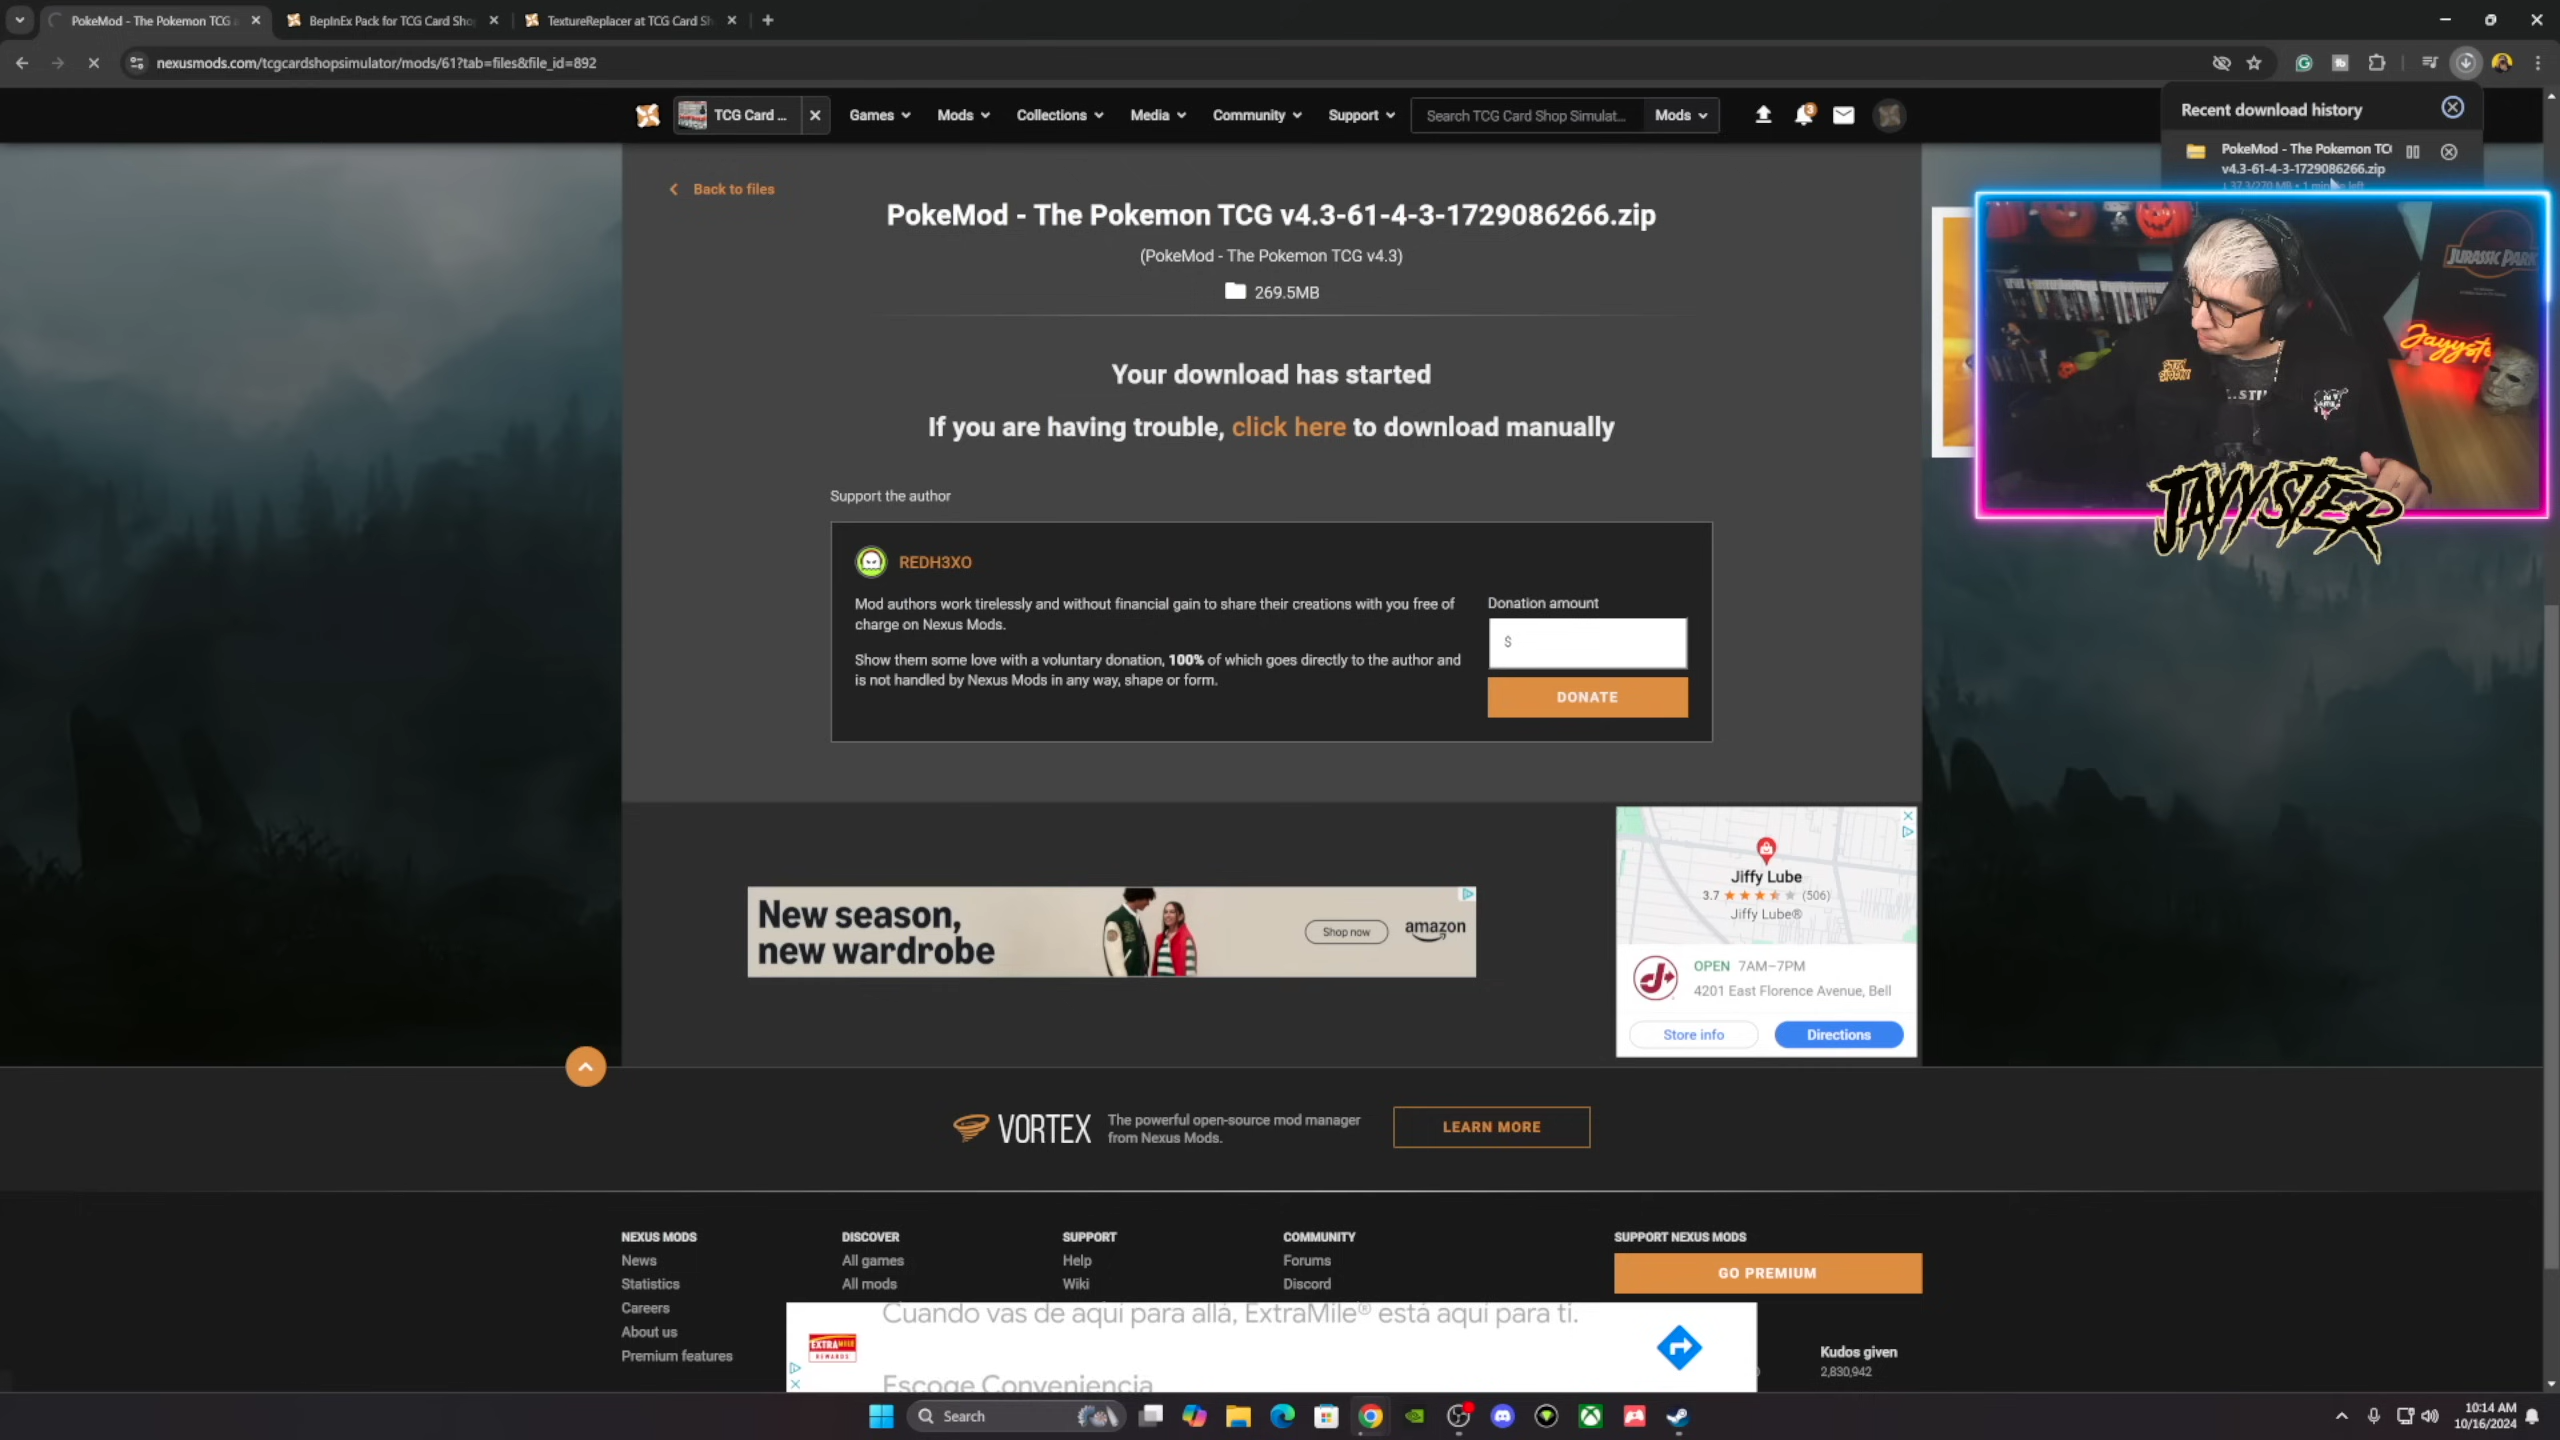 PokeMod - The Pokemon TCG
BepInEx Pack for TCG Card Sho
TextureReplacer at TCG Card Sh
nexusmods.com/tcgcardshopsimulator/mods/61?tab=files&file_id=892
TCG Card ...
Games
Mods
Collections
Media
Community
Support
Search TCG Card Shop Simulat...
Mods
3
Recent download history
PokeMod - The Pokemon TC
v4.3-61-4-3-1729086266.zip
37.3/270 MB • 1 minute left
Back to files
PokeMod - The Pokemon TCG v4.3-61-4-3-1729086266.zip
(PokeMod - The Pokemon TCG v4.3)
269.5MB
Your download has started
If you are having trouble, click here to download manually
JURASSIC PARK
Jayyster
JAYYSTER
Support the author
REDH3XO
Mod authors work tirelessly and without financial gain to share their creations with you free of
charge on Nexus Mods.
Show them some love with a voluntary donation, 100% of which goes directly to the author and
is not handled by Nexus Mods in any way, shape or form.
Donation amount
$
DONATE
New season,
new wardrobe
Shop now
amazon
Jiffy Lube
3.7 (506)
Jiffy Lube®
OPEN 7AM–7PM
4201 East Florence Avenue, Bell
Store info
Directions
VORTEX
The powerful open-source mod manager
from Nexus Mods.
LEARN MORE
NEXUS MODS
News
Statistics
Careers
About us
Premium features
DISCOVER
All games
All mods
SUPPORT
Help
Wiki
COMMUNITY
Forums
Discord
SUPPORT NEXUS MODS
GO PREMIUM
Kudos given
2,830,942
Cuando vas de aquí para allá, ExtraMile® está aquí para ti.
EXTRAMILE
REWARDS
Escoge Conveniencia
Search
10:14 AM
10/16/2024